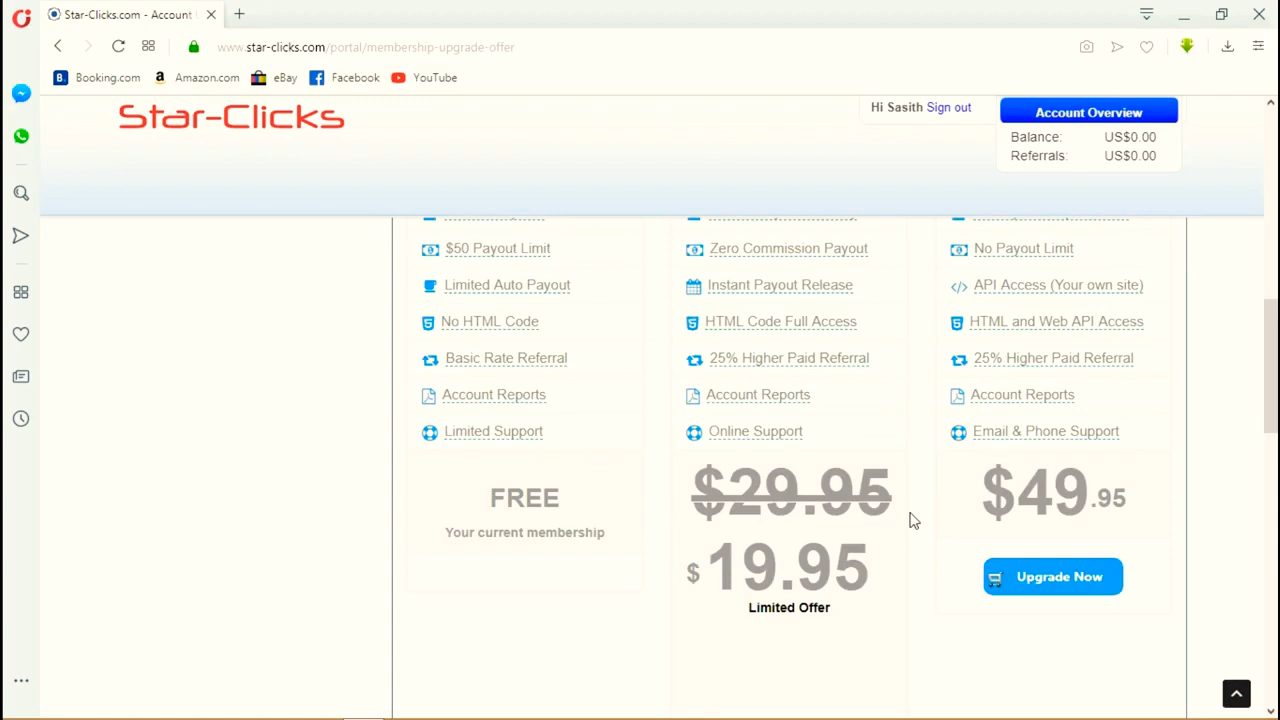 Star-Clicks.com - Account
www.star-clicks.com/portal/membership-upgrade-offer
Booking.com
Amazon.com
eBay
Facebook
YouTube
Star-Clicks
Hi Sasith Sign out
Account Overview
Balance: US$0.00
Referrals: US$0.00
$50 Payout Limit
Limited Auto Payout
No HTML Code
Basic Rate Referral
Account Reports
Limited Support
FREE
Your current membership
Zero Commission Payout
Instant Payout Release
HTML Code Full Access
25% Higher Paid Referral
Account Reports
Online Support
$29.95
$19.95
Limited Offer
No Payout Limit
API Access (Your own site)
HTML and Web API Access
25% Higher Paid Referral
Account Reports
Email & Phone Support
$49.95
Upgrade Now